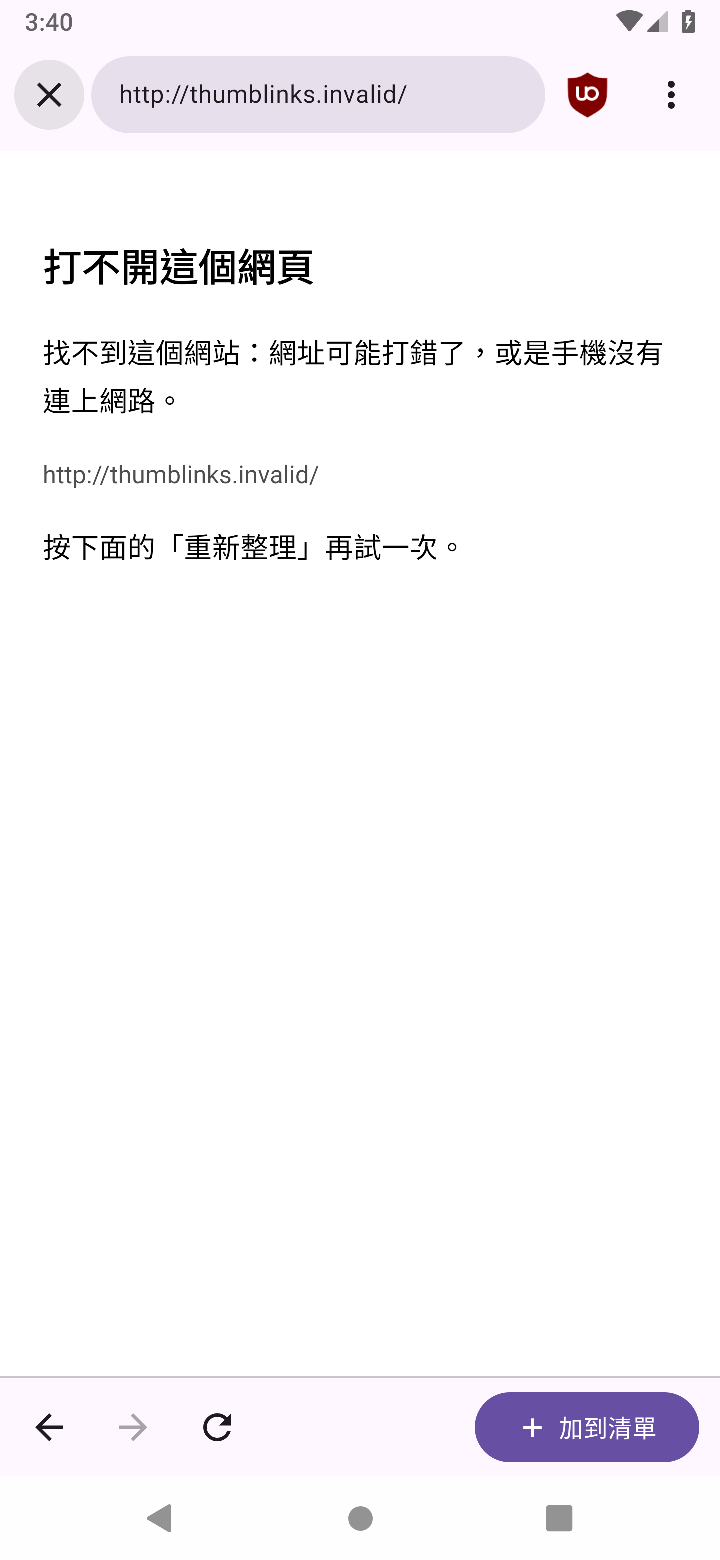 3:40
http://thumblinks.invalid/
打不開這個網頁
找不到這個網站：網址可能打錯了，或是手機沒有
連上網路。
http://thumblinks.invalid/
按下面的「重新整理」再試一次。
+ 加到清單